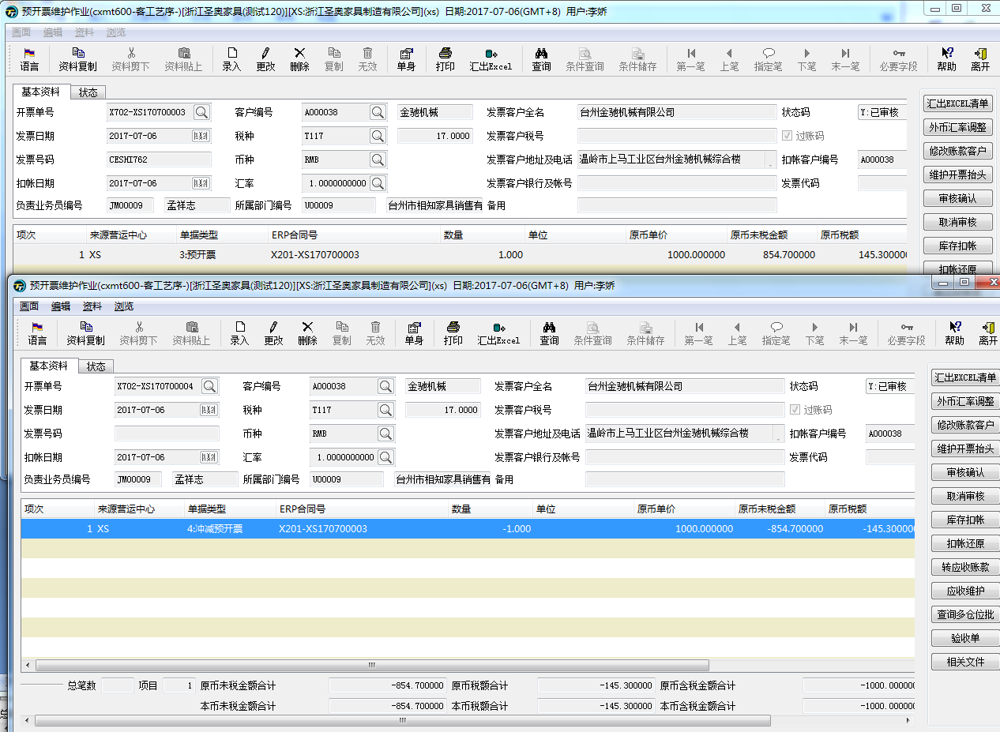 预开票维护作业(cxmt600-客工艺序-)[浙江圣奥家具(测试120)][XS:浙江圣奥家具制造有限公司](xs) 日期:2017-07-06(GMT+8) 用户:李娇
画面 编辑 资料 浏览
语言 资料复制 资料剪下 资料贴上 录入 更改 删除 复制 无效 单身 打印 汇出Excel 查询 条件查询 条件储存 第一笔 上笔 指定笔 下笔 末一笔 必要字段 帮助 离开
基本资料 状态
开票单号 X702-XS170700003 客户编号 A000038 金驰机械 发票客户全名 台州金驰机械有限公司 状态码 Y:已审核 汇出EXCEL清单
发票日期 2017-07-06 税种 T117 17.0000 发票客户税号 过账码 外币汇率调整
发票号码 CESHI762 币种 RMB 发票客户地址及电话 温岭市上马工业区台州金驰机械综合楼 扣帐客户编号 A000038 修改账款客户
扣帐日期 2017-07-06 汇率 1.0000000000 发票客户银行及帐号 发票代码 维护开票抬头
负责业务员编号 JM00009 孟祥志 所属部门编号 U00009 台州市相知家具销售有 备用 审核确认
取消审核
项次 来源营运中心 单据类型 ERP合同号 数量 单位 原币单价 原币未税金额 原币税额
库存扣帐
1 XS 3:预开票 X201-XS170700003 1.000 1000.000000 854.700000 145.300000
扣帐还原
预开票维护作业(cxmt600-客工艺序-)[浙江圣奥家具(测试120)][XS:浙江圣奥家具制造有限公司](xs) 日期:2017-07-06(GMT+8) 用户:李娇
画面 编辑 资料 浏览
语言 资料复制 资料剪下 资料贴上 录入 更改 删除 复制 无效 单身 打印 汇出Excel 查询 条件查询 条件储存 第一笔 上笔 指定笔 下笔 末一笔 必要字段 帮助 离开
基本资料 状态
开票单号 X702-XS170700004 客户编号 A000038 金驰机械 发票客户全名 台州金驰机械有限公司 状态码 Y:已审核 汇出EXCEL清单
发票日期 2017-07-06 税种 T117 17.0000 发票客户税号 过账码 外币汇率调整
发票号码 币种 RMB 发票客户地址及电话 温岭市上马工业区台州金驰机械综合楼 扣帐客户编号 A000038 修改账款客户
扣帐日期 2017-07-06 汇率 1.0000000000 发票客户银行及帐号 发票代码 维护开票抬头
负责业务员编号 JM00009 孟祥志 所属部门编号 U00009 台州市相知家具销售有 备用 审核确认
取消审核
项次 来源营运中心 单据类型 ERP合同号 数量 单位 原币单价 原币未税金额 原币税额
库存扣帐
1 XS 4:冲减预开票 X201-XS170700003 -1.000 1000.000000 -854.700000 -145.300000
扣帐还原
转应收账款
应收维护
查询多仓位批
验收单
相关文件
总笔数 项目 1 原币未税金额合计 -854.700000 原币税额合计 -145.300000 原币含税金额合计 -1000.000000
本币未税金额合计 -854.700000 本币税额合计 -145.300000 本币含税金额合计 -1000.000000